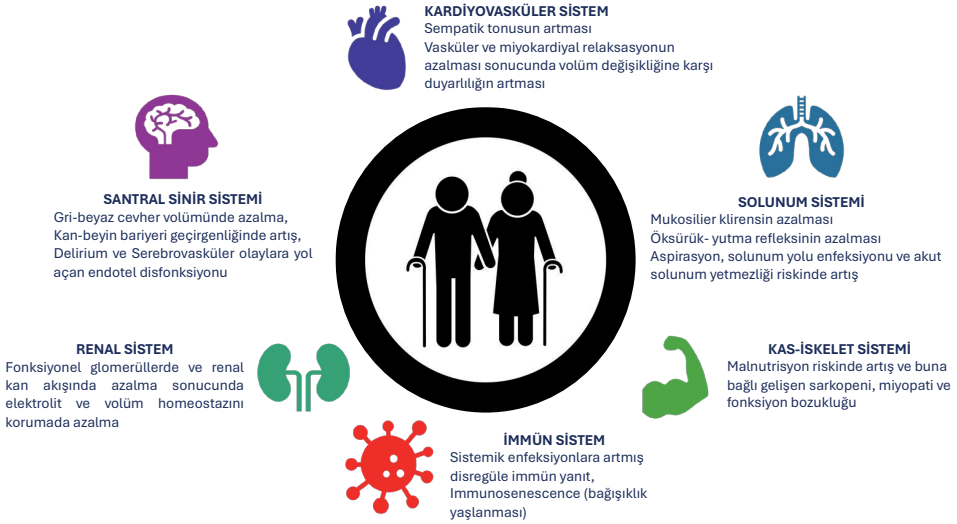 KARDİYOVASKÜLER SİSTEM
Sempatik tonusun artması
Vasküler ve miyokardiyal relaksasyonun
azalması sonucunda volüm değişikliğine karşı
duyarlılığın artması
SANTRAL SİNİR SİSTEMİ
Gri-beyaz cevher volümünde azalma,
Kan-beyin bariyeri geçirgenliğinde artış,
Delirium ve Serebrovasküler olaylara yol
açan endotel disfonksiyonu
SOLUNUM SİSTEMİ
Mukosilier klirensin azalması
Öksürük- yutma refleksinin azalması
Aspirasyon, solunum yolu enfeksiyonu ve akut
solunum yetmezliği riskinde artış
RENAL SİSTEM
Fonksiyonel glomerüllerde ve renal
kan akışında azalma sonucunda
elektrolit ve volüm homeostazını
korumada azalma
KAS-İSKELET SİSTEMİ
Malnutrisyon riskinde artış ve buna
bağlı gelişen sarkopeni, miyopati ve
fonksiyon bozukluğu
İMMÜN SİSTEM
Sistemik enfeksiyonlara artmış
disregüle immün yanıt,
Immunosenescence (bağışıklık
yaşlanması)